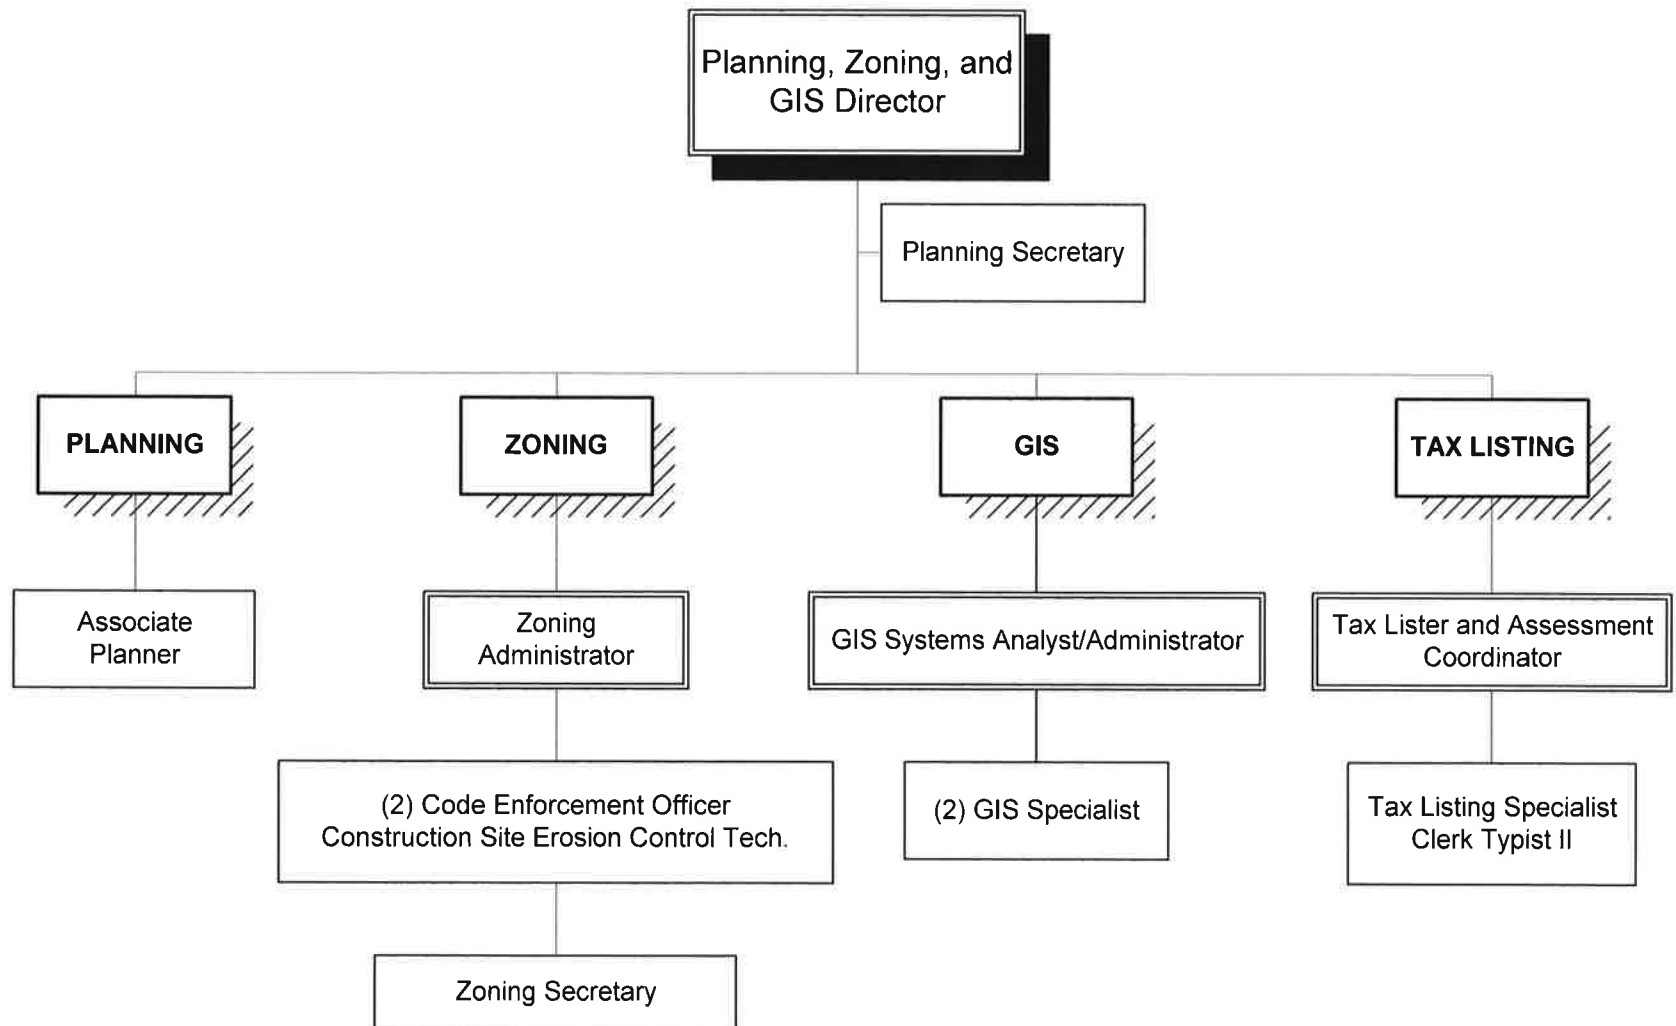 Planning, Zoning, and
GIS Director
Planning Secretary
PLANNING
ZONING
GIS
TAX LISTING
Associate
Planner
Zoning
Administrator
GIS Systems Analyst/Administrator
Tax Lister and Assessment
Coordinator
(2) Code Enforcement Officer
Construction Site Erosion Control Tech.
(2) GIS Specialist
Tax Listing Specialist
Clerk Typist II
Zoning Secretary